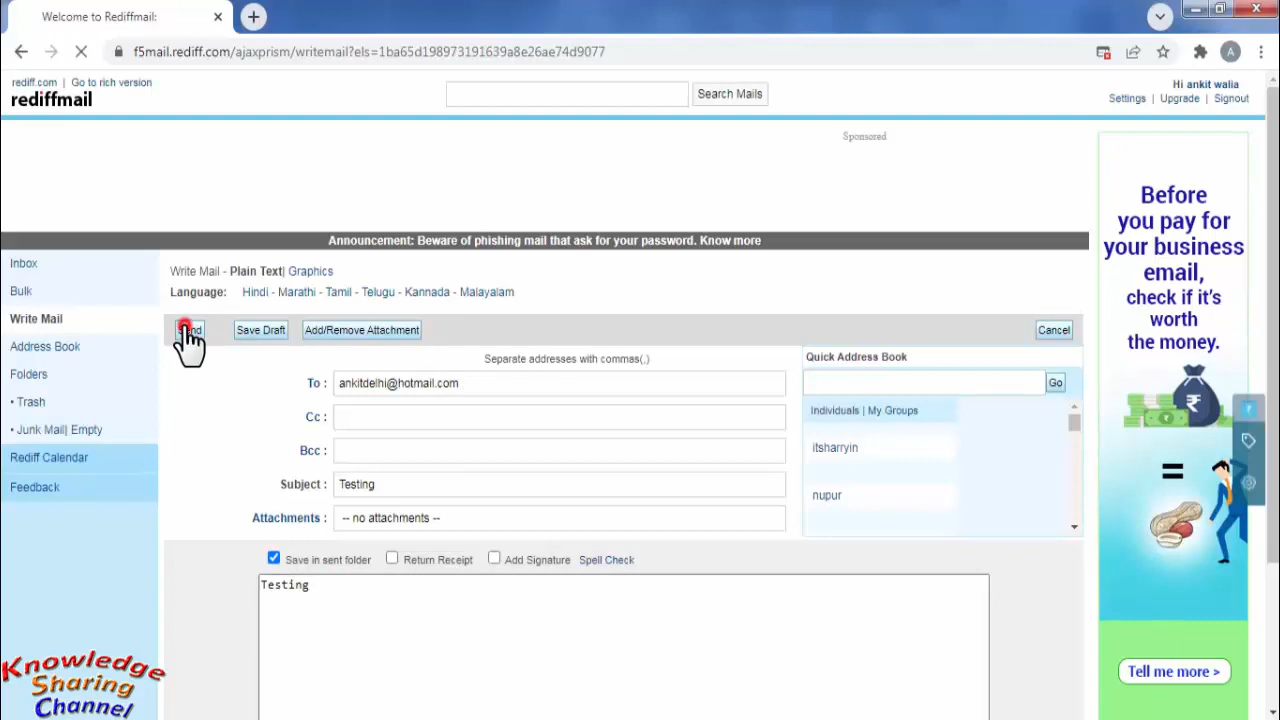 Welcome to Rediffmail:
f5mail.rediff.com/ajaxprism/writemail?els=1ba65d198973191639a8e26ae74d9077
A
rediff.com | Go to rich version
rediffmail
Search Mails
Hi ankit walia
Settings | Upgrade | Signout
Sponsored
Announcement: Beware of phishing mail that ask for your password. Know more
Inbox
Bulk
Write Mail
Address Book
Folders
• Trash
• Junk Mail| Empty
Rediff Calendar
Feedback
Write Mail - Plain Text| Graphics
Language: Hindi - Marathi - Tamil - Telugu - Kannada - Malayalam
Save Draft
Add/Remove Attachment
Cancel
Separate addresses with commas(,)
To : ankitdelhi@hotmail.com
Cc :
Bcc :
Subject : Testing
Attachments : -- no attachments --
Quick Address Book
Go
Individuals | My Groups
itsharryin
nupur
Save in sent folder
Return Receipt
Add Signature
Spell Check
Testing
Before
you pay for
your business
email,
check if it's
worth
the money.
₹
=
Tell me more >
Knowledge
Sharing
Channel